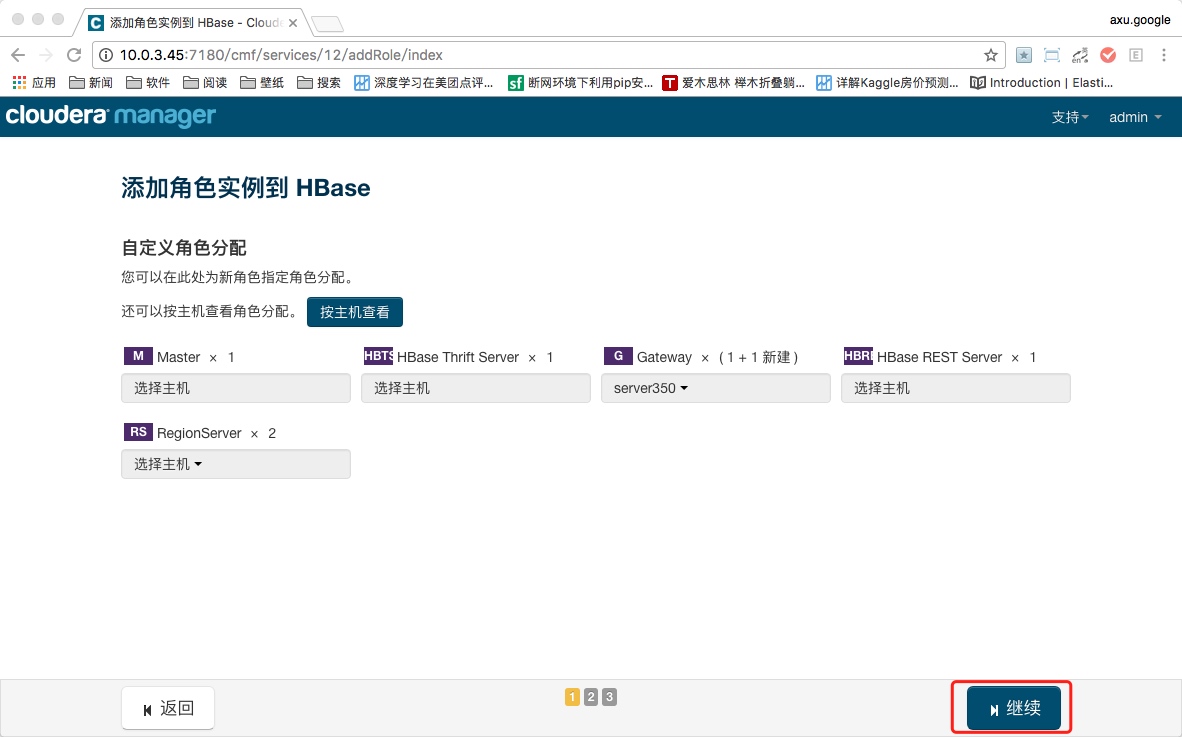 添加角色实例到 HBase - Cloude
axu.google
10.0.3.45:7180/cmf/services/12/addRole/index
应用 新闻 软件 阅读 壁纸 搜索 深度学习在美团点评... 断网环境下利用pip安... 爱木思林 榉木折叠躺... 详解Kaggle房价预测... Introduction | Elasti...
cloudera manager 支持 admin
添加角色实例到 HBase
自定义角色分配
您可以在此处为新角色指定角色分配。
还可以按主机查看角色分配。 按主机查看
M Master × 1 HBTS HBase Thrift Server × 1 G Gateway × ( 1 + 1 新建 ) HBR HBase REST Server × 1
选择主机 选择主机 server350 选择主机
RS RegionServer × 2
选择主机
返回 1 2 3 继续